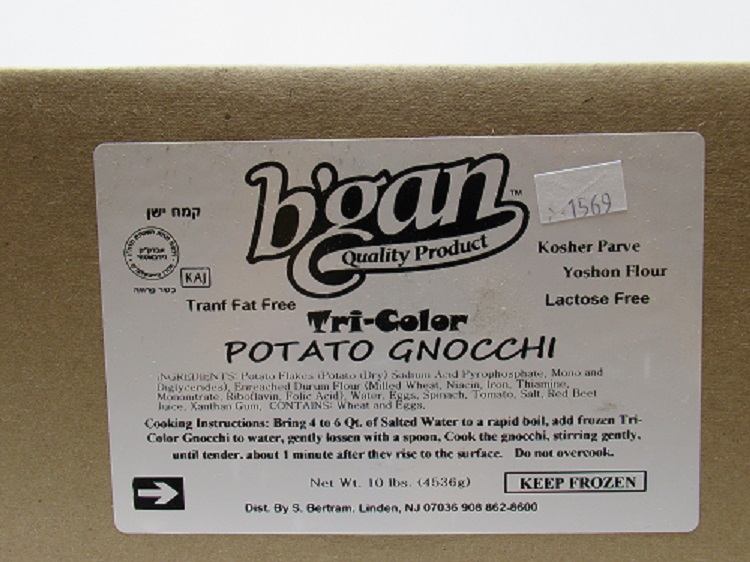 b'gan™
Quality Product
1569
קמח ישן
KAJ
כשר פרווה
Kosher Parve
Yoshon Flour
Lactose Free
Tranf Fat Free
Tri-Color
POTATO GNOCCHI
INGREDIENTS: Potato Flakes (Potato (Dry) Sodium Acid Pyrophosphate, Mono and
Diglycerides), Enreached Durum Flour (Milled Wheat, Niacin, Iron, Thiamine,
Mononitrate, Riboflavin, Folic Acid), Water, Eggs, Spinach, Tomato, Salt, Red Beet
Juice, Xanthan Gum, CONTAINS: Wheat and Eggs.
Cooking Instructions: Bring 4 to 6 Qt. of Salted Water to a rapid boil, add frozen Tri-
Color Gnocchi to water, gently lossen with a spoon. Cook the gnocchi, stirring gently,
until tender, about 1 minute after they rise to the surface. Do not overcook.
Net Wt. 10 lbs. (4536g)
KEEP FROZEN
Dist. By S. Bertram, Linden, NJ 07036 908 862-8600